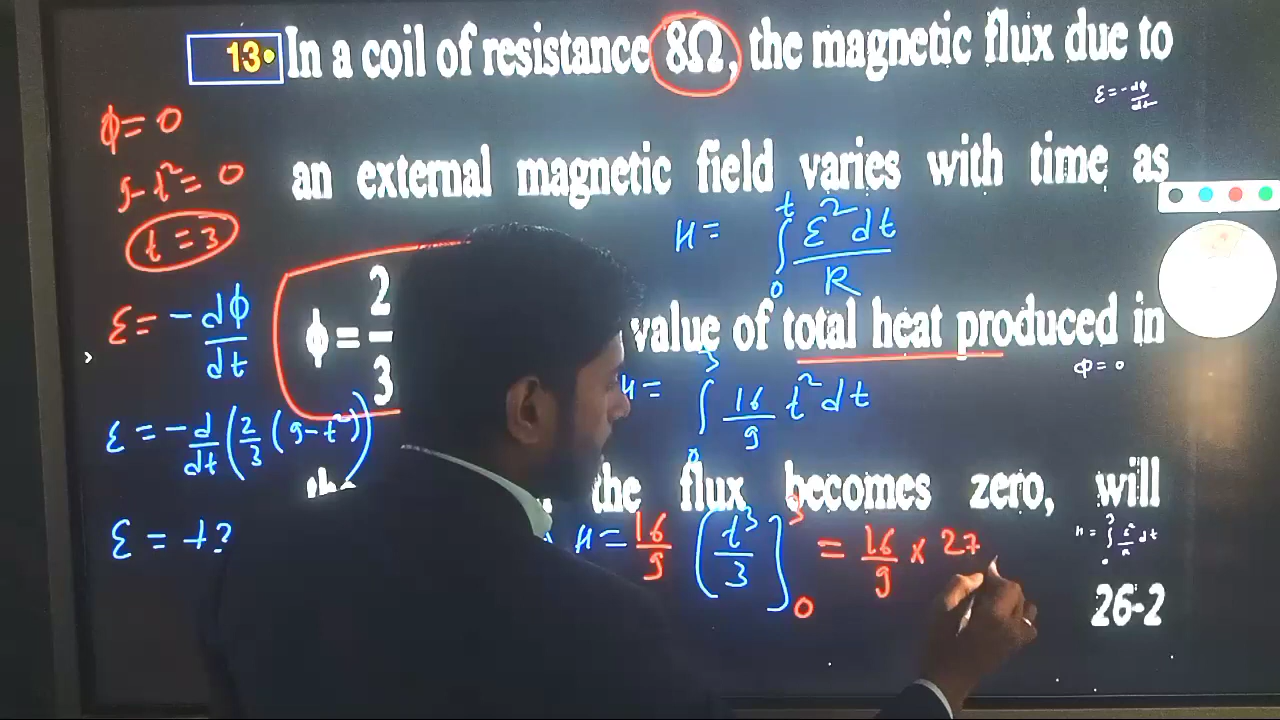 13. In a coil of resistance 8Ω, the magnetic flux due to
ε = -dφ/dt
an external magnetic field varies with time as
φ = 0
9 - t² = 0
t = 3
H = ∫₀ᵗ ε² dt / R
φ = 2/3
value of total heat produced in
φ = 0
ε = - dφ/dt
H = ∫₀³ 16/9 t² dt
ε = - d/dt (2/3 (9 - t²))
the flux becomes zero, will
ε =
H = 16/9 (t³/3]₀³ = 16/9 × 27
H = ∫₀³ ε²/R dt
26-2